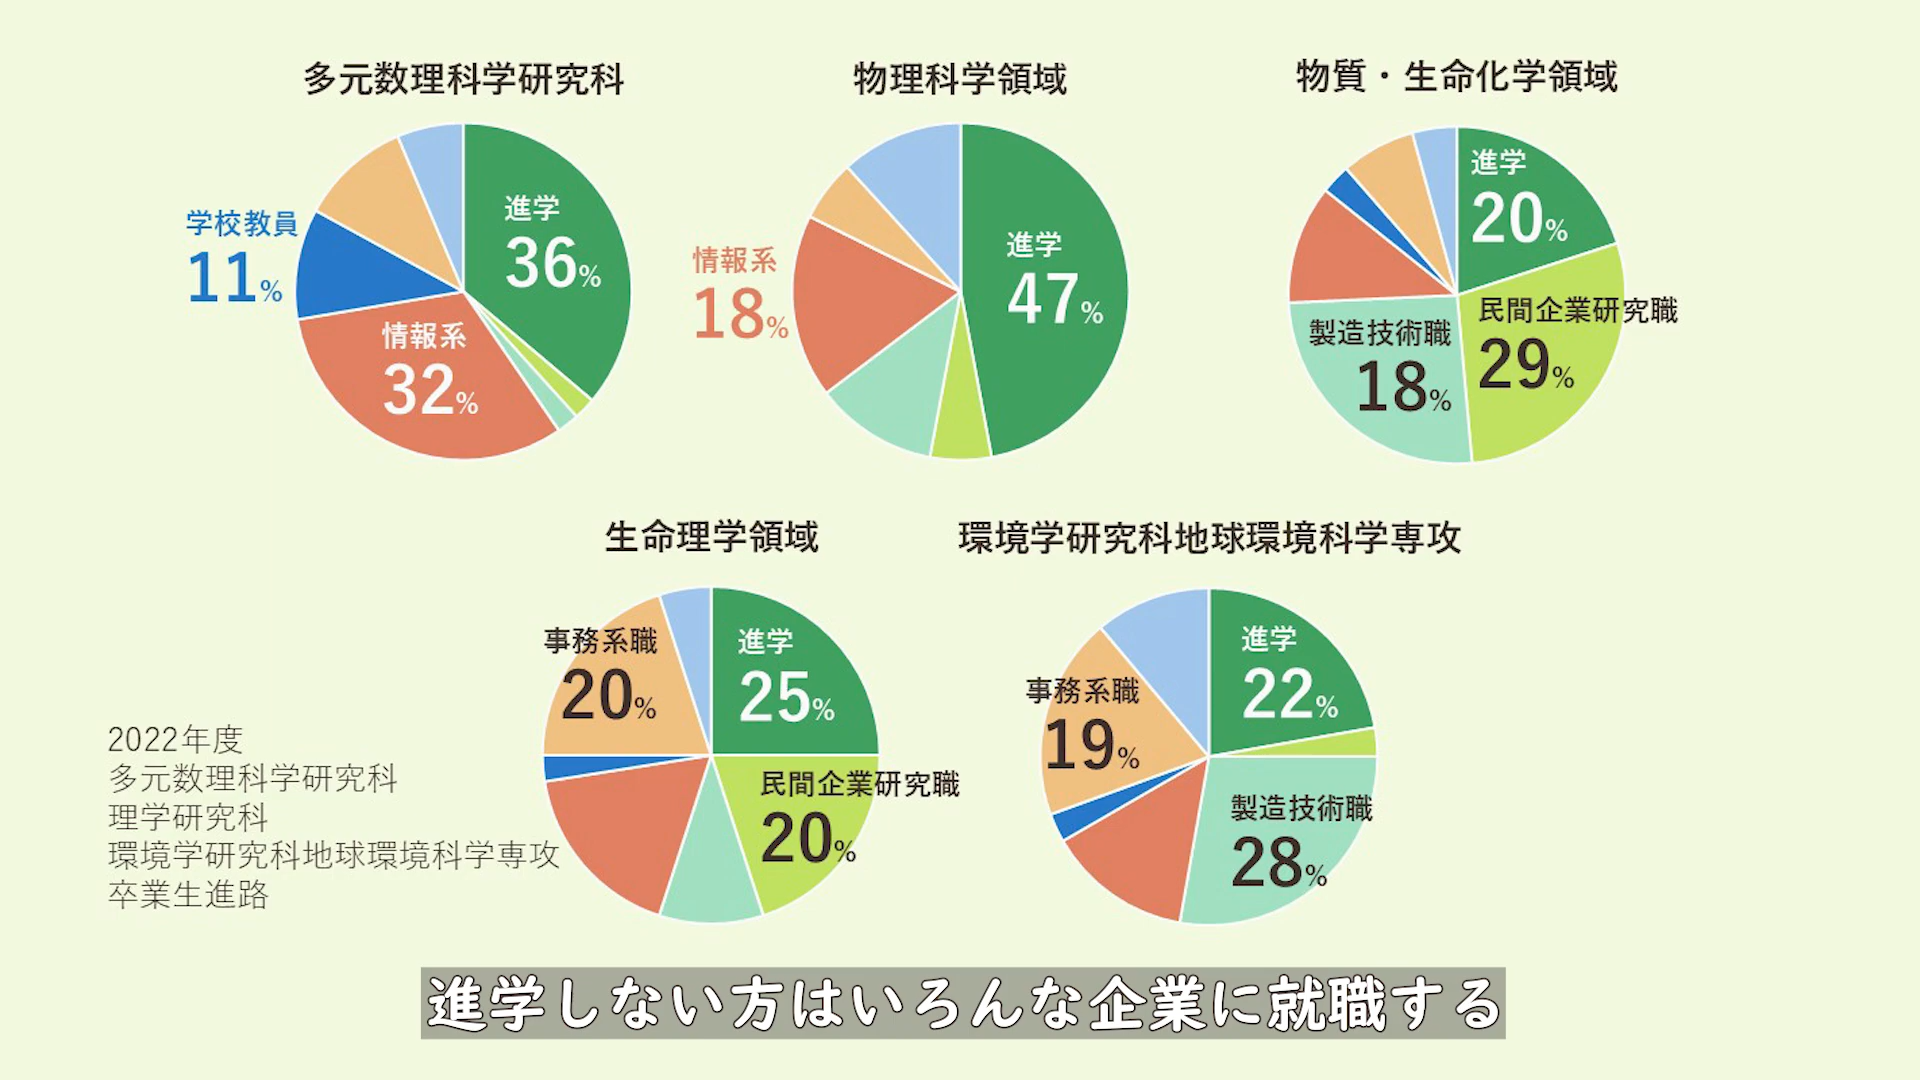 多元数理科学研究科
物理科学領域
物質・生命化学領域
進学
36%
学校教員
11%
情報系
32%
進学
47%
情報系
18%
進学
20%
民間企業研究職
29%
製造技術職
18%
生命理学領域
環境学研究科地球環境科学専攻
事務系職
20%
進学
25%
民間企業研究職
20%
進学
22%
事務系職
19%
製造技術職
28%
2022年度
多元数理科学研究科
理学研究科
環境学研究科地球環境科学専攻
卒業生進路
進学しない方はいろんな企業に就職する